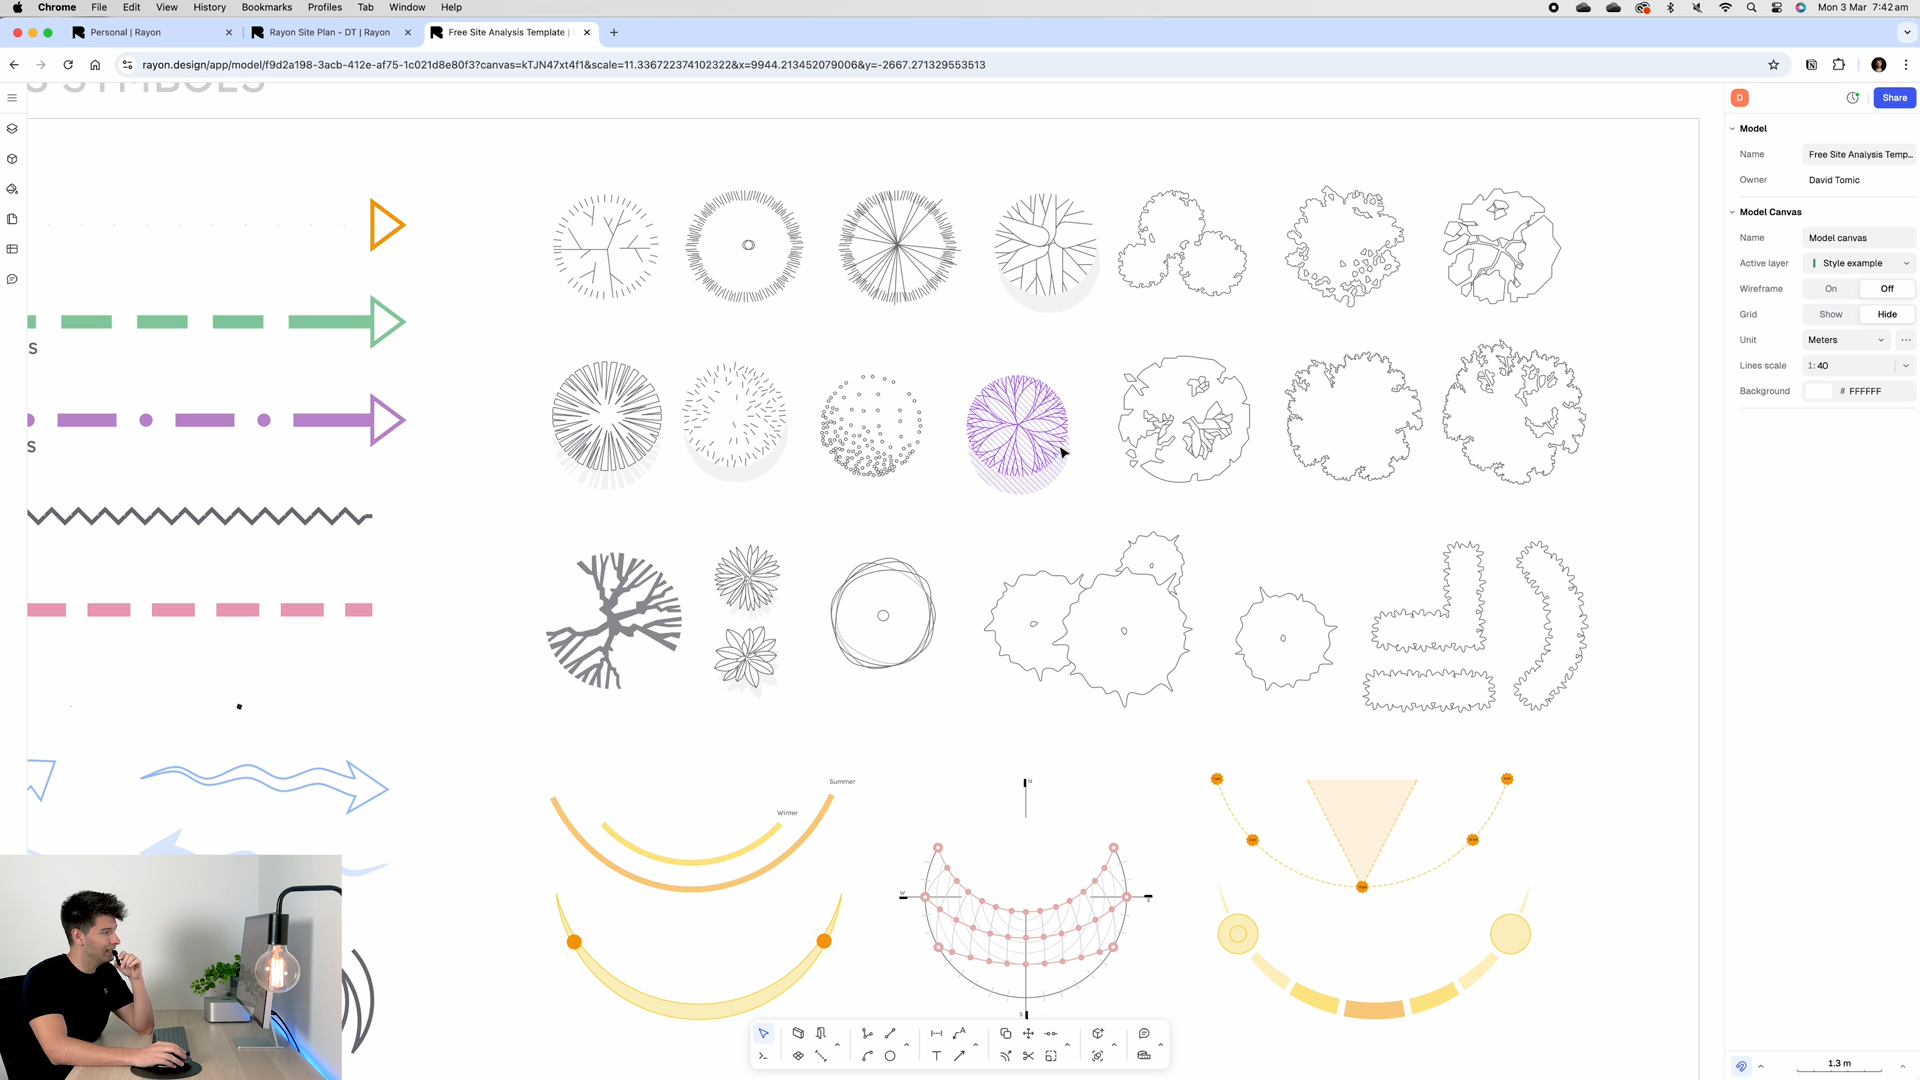 Chrome File Edit View History Bookmarks Profiles Tab Window Help
Mon 3 Mar 7:42 am
Personal | Rayon
Rayon Site Plan - DT | Rayon
Free Site Analysis Template |
rayon.design/app/model/f9d2a198-3acb-412e-af75-1c021d8e80f3?canvas=kTJN47xt4f1&scale=11.336722374102322&x=9944.213452079006&y=-2667.271329553513
S SYMBOLS
D
Share
Model
Name Free Site Analysis Temp...
Owner David Tomic
Model Canvas
Name Model canvas
Active layer Style example
Wireframe On Off
Grid Show Hide
Unit Meters
Lines scale 1: 40
Background # FFFFFF
S
S
Summer
Winter
N
W
E
S
T
1.3 m